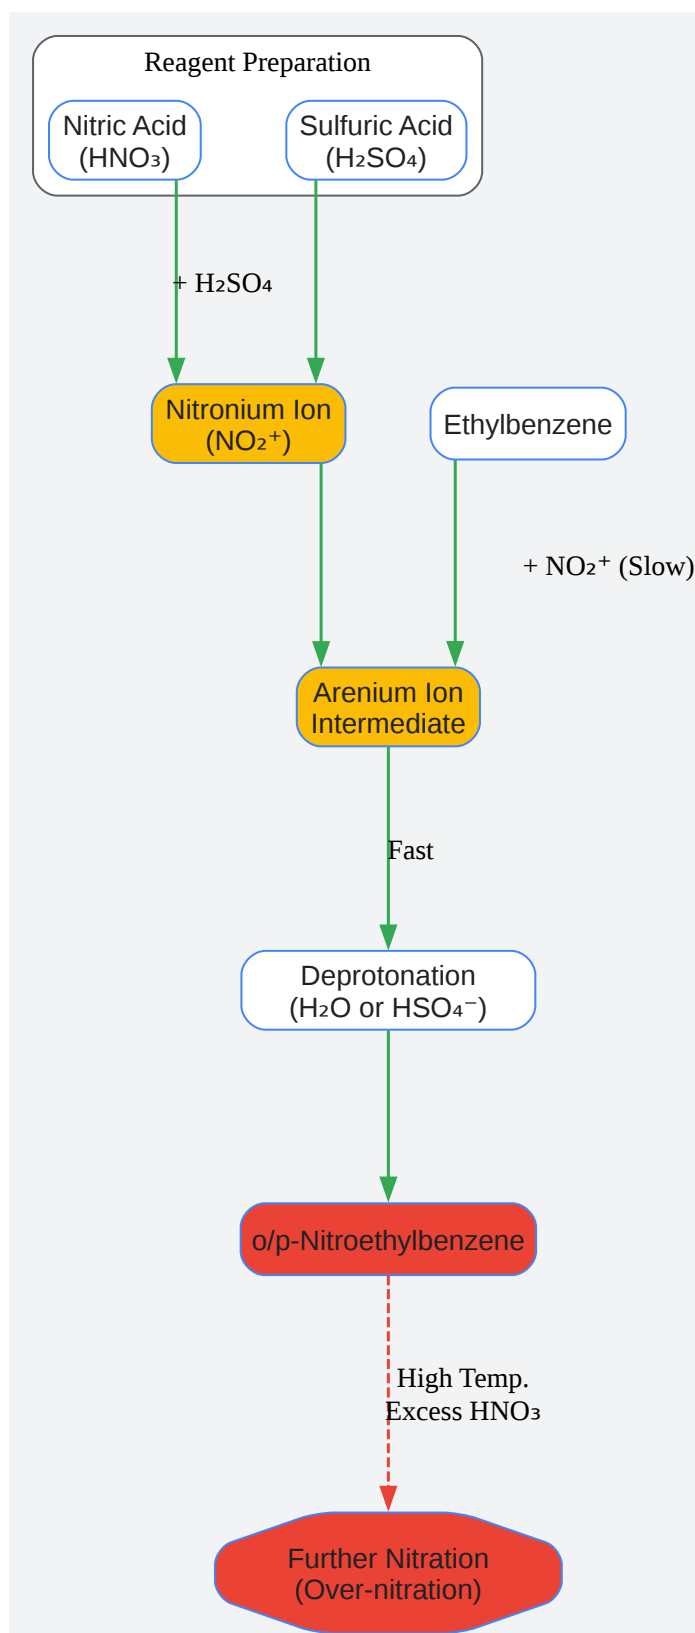 Reagent Preparation
Nitric Acid
(HNO₃)
Sulfuric Acid
(H₂SO₄)
+ H₂SO₄
Nitronium Ion
(NO₂⁺)
Ethylbenzene
+ NO₂⁺ (Slow)
Arenium Ion
Intermediate
Fast
Deprotonation
(H₂O or HSO₄⁻)
o/p-Nitroethylbenzene
High Temp.
Excess HNO₃
Further Nitration
(Over-nitration)